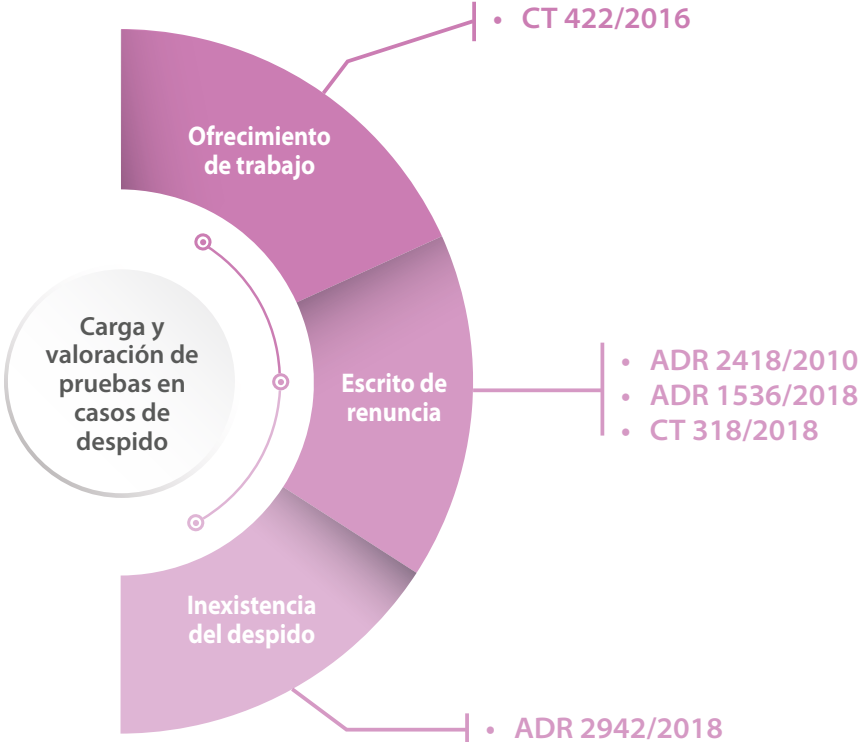 • CT 422/2016
Ofrecimiento
de trabajo
Carga y
valoración de
pruebas en
casos de
despido
Escrito de
renuncia
• ADR 2418/2010
• ADR 1536/2018
• CT 318/2018
Inexistencia
del despido
• ADR 2942/2018